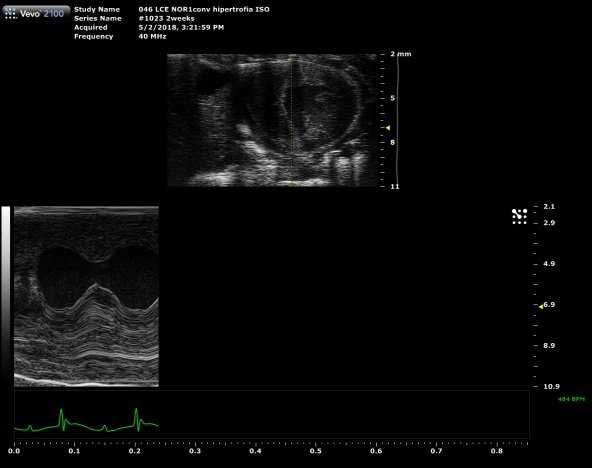 Vevo 2100
Study Name 046 LCE NOR1conv hipertrofia ISO
Series Name #1023 2weeks
Acquired 5/2/2018, 3:21:59 PM
Frequency 40 MHz
2 mm
5
8
11
2.1
2.9
4.9
6.9
8.9
10.9
484 BPM
0.0 0.1 0.2 0.3 0.4 0.5 0.6 0.7 0.8